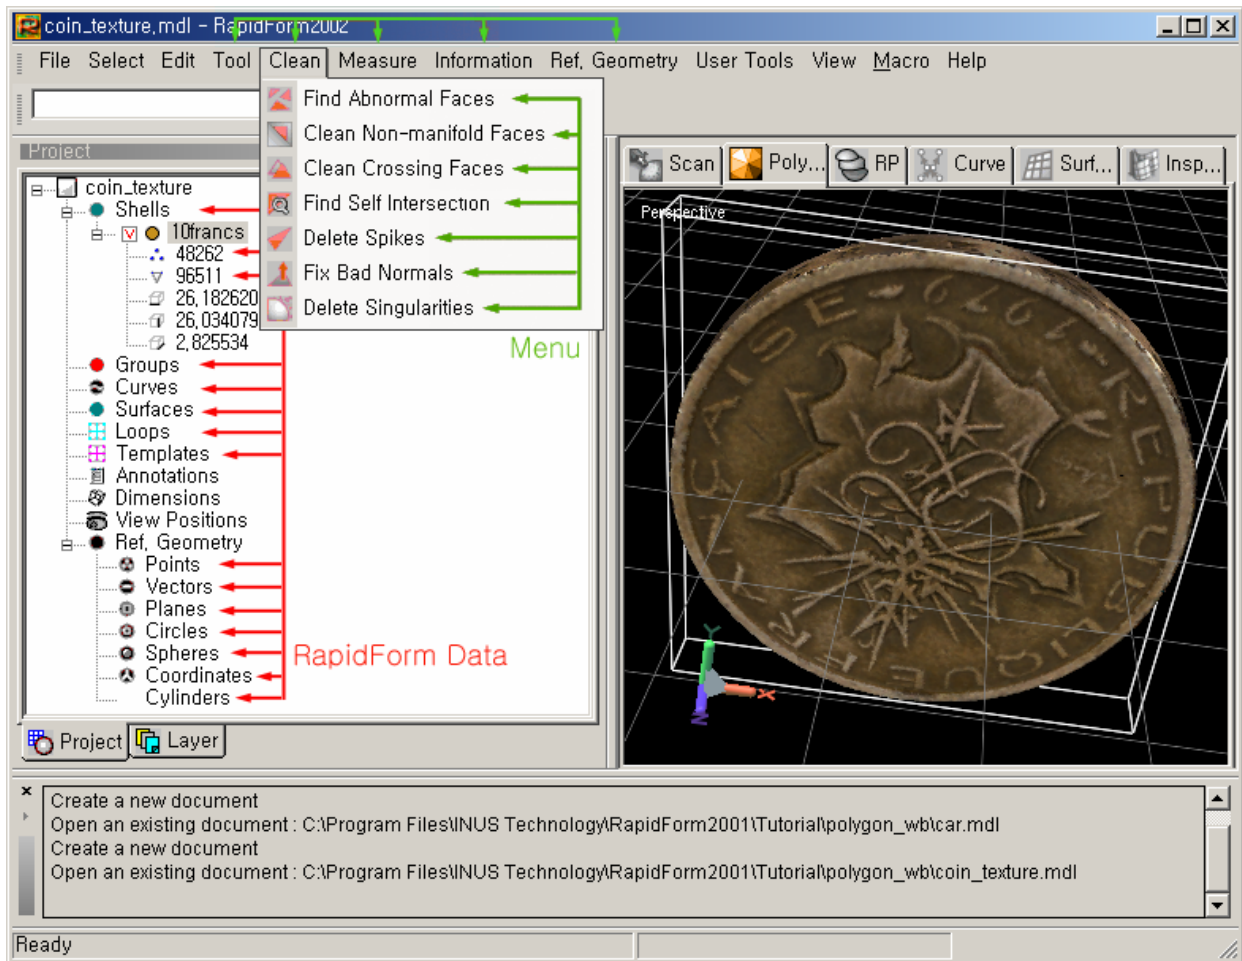 coin_texture,mdl - RapidForm2002
File Select Edit Tool Clean Measure Information Ref, Geometry User Tools View Macro Help
Find Abnormal Faces
Clean Non-manifold Faces
Clean Crossing Faces
Find Self Intersection
Delete Spikes
Fix Bad Normals
Delete Singularities
Menu
Project
coin_texture
Shells
V 10francs
48262
96511
26,182620
26,034079
2,825534
Groups
Curves
Surfaces
Loops
Templates
Annotations
Dimensions
View Positions
Ref, Geometry
Points
Vectors
Planes
Circles
Spheres
Coordinates
Cylinders
RapidForm Data
Project Layer
Scan Poly... RP Curve Surf... Insp...
Perspective
1979 - REPUBLIQUE FRANÇAISE -
Y
X
Z
Create a new document
Open an existing document : C:\Program Files\INUS Technology\RapidForm2001\Tutorial\polygon_wb\car.mdl
Create a new document
Open an existing document : C:\Program Files\INUS Technology\RapidForm2001\Tutorial\polygon_wb\coin_texture.mdl
Ready